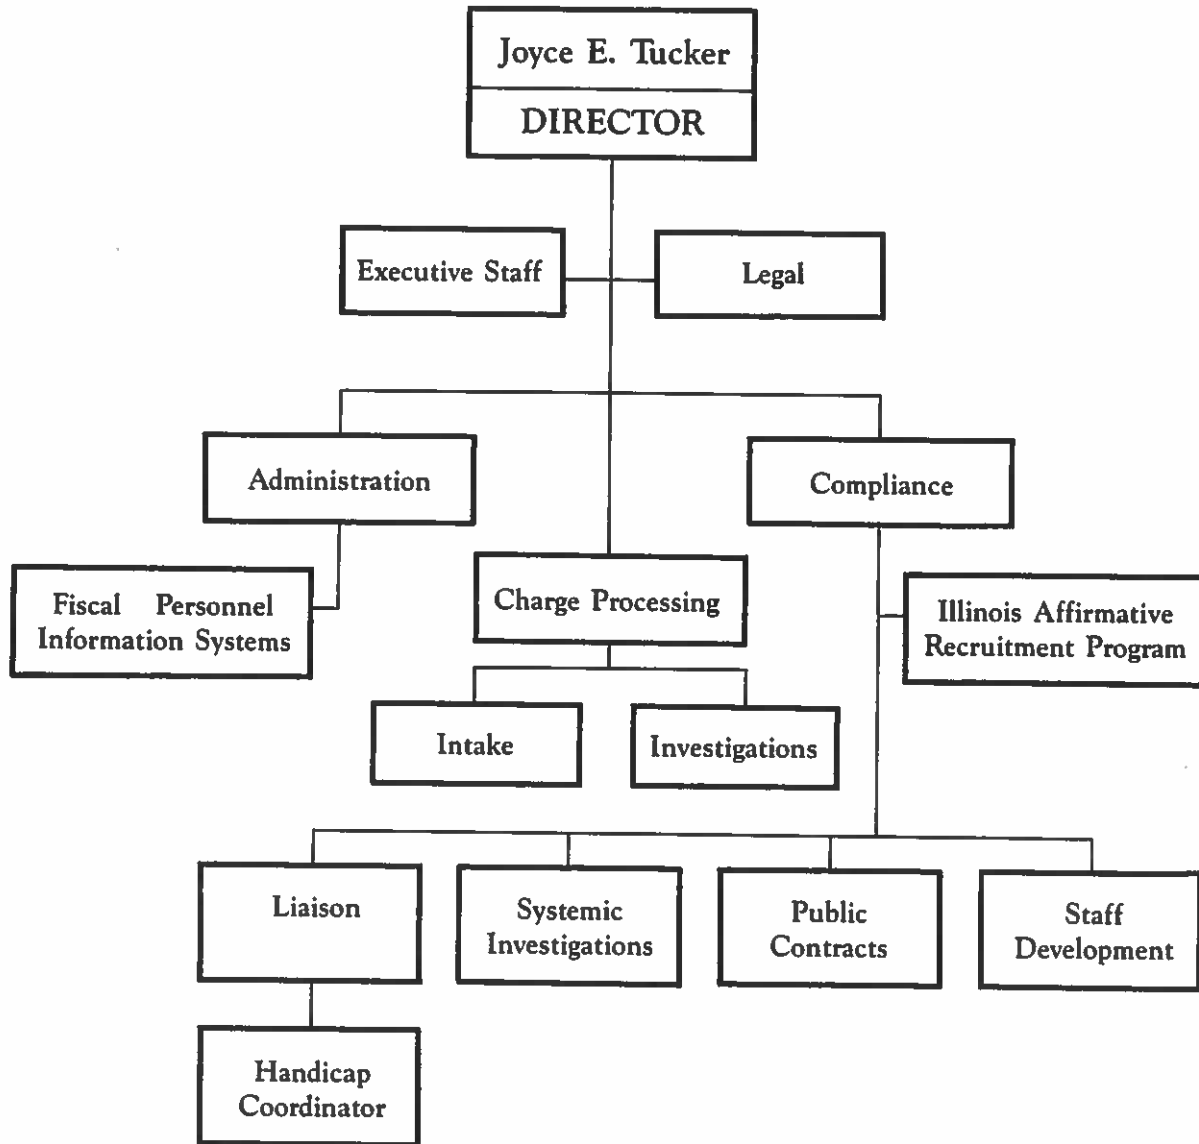 Joyce E. Tucker
DIRECTOR
Executive Staff
Legal
Administration
Compliance
Fiscal Personnel
Information Systems
Charge Processing
Illinois Affirmative
Recruitment Program
Intake
Investigations
Liaison
Systemic
Investigations
Public
Contracts
Staff
Development
Handicap
Coordinator